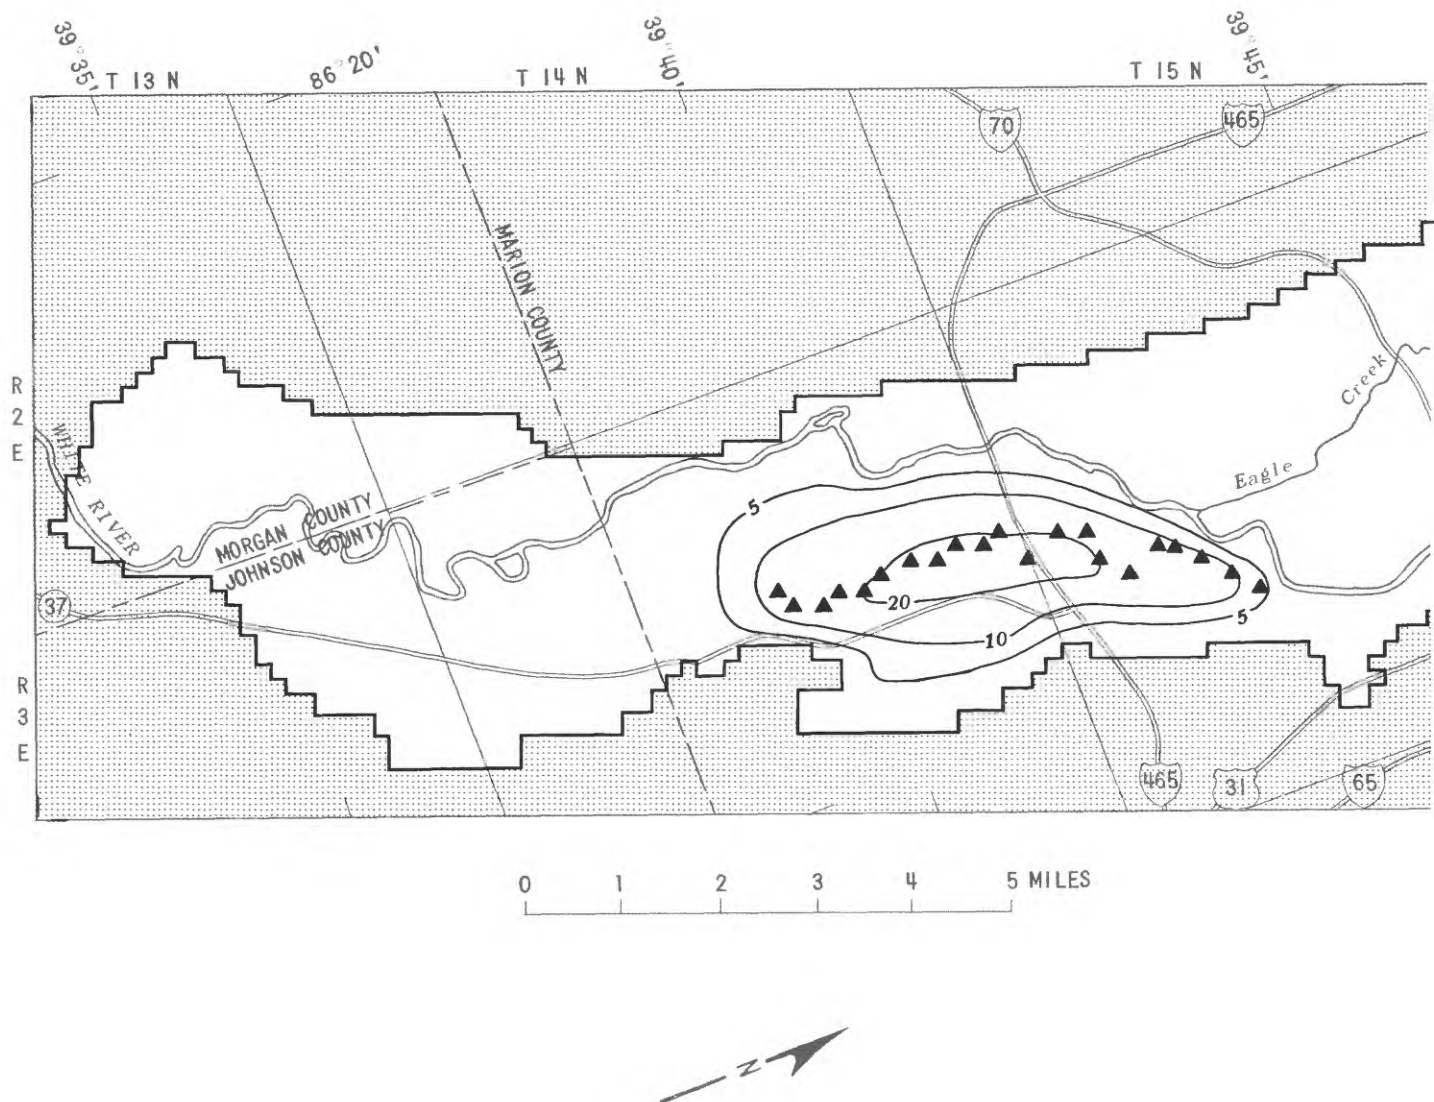 39°35'
T 13 N
86°20'
T 14 N
39°40'
T 15 N
39°45'
70
465
MARION COUNTY
R
2
E
WHITE RIVER
Creek
Eagle
MORGAN COUNTY
JOHNSON COUNTY
5
37
20
10
5
R
3
E
465
31
65
0 1 2 3 4 5 MILES
N